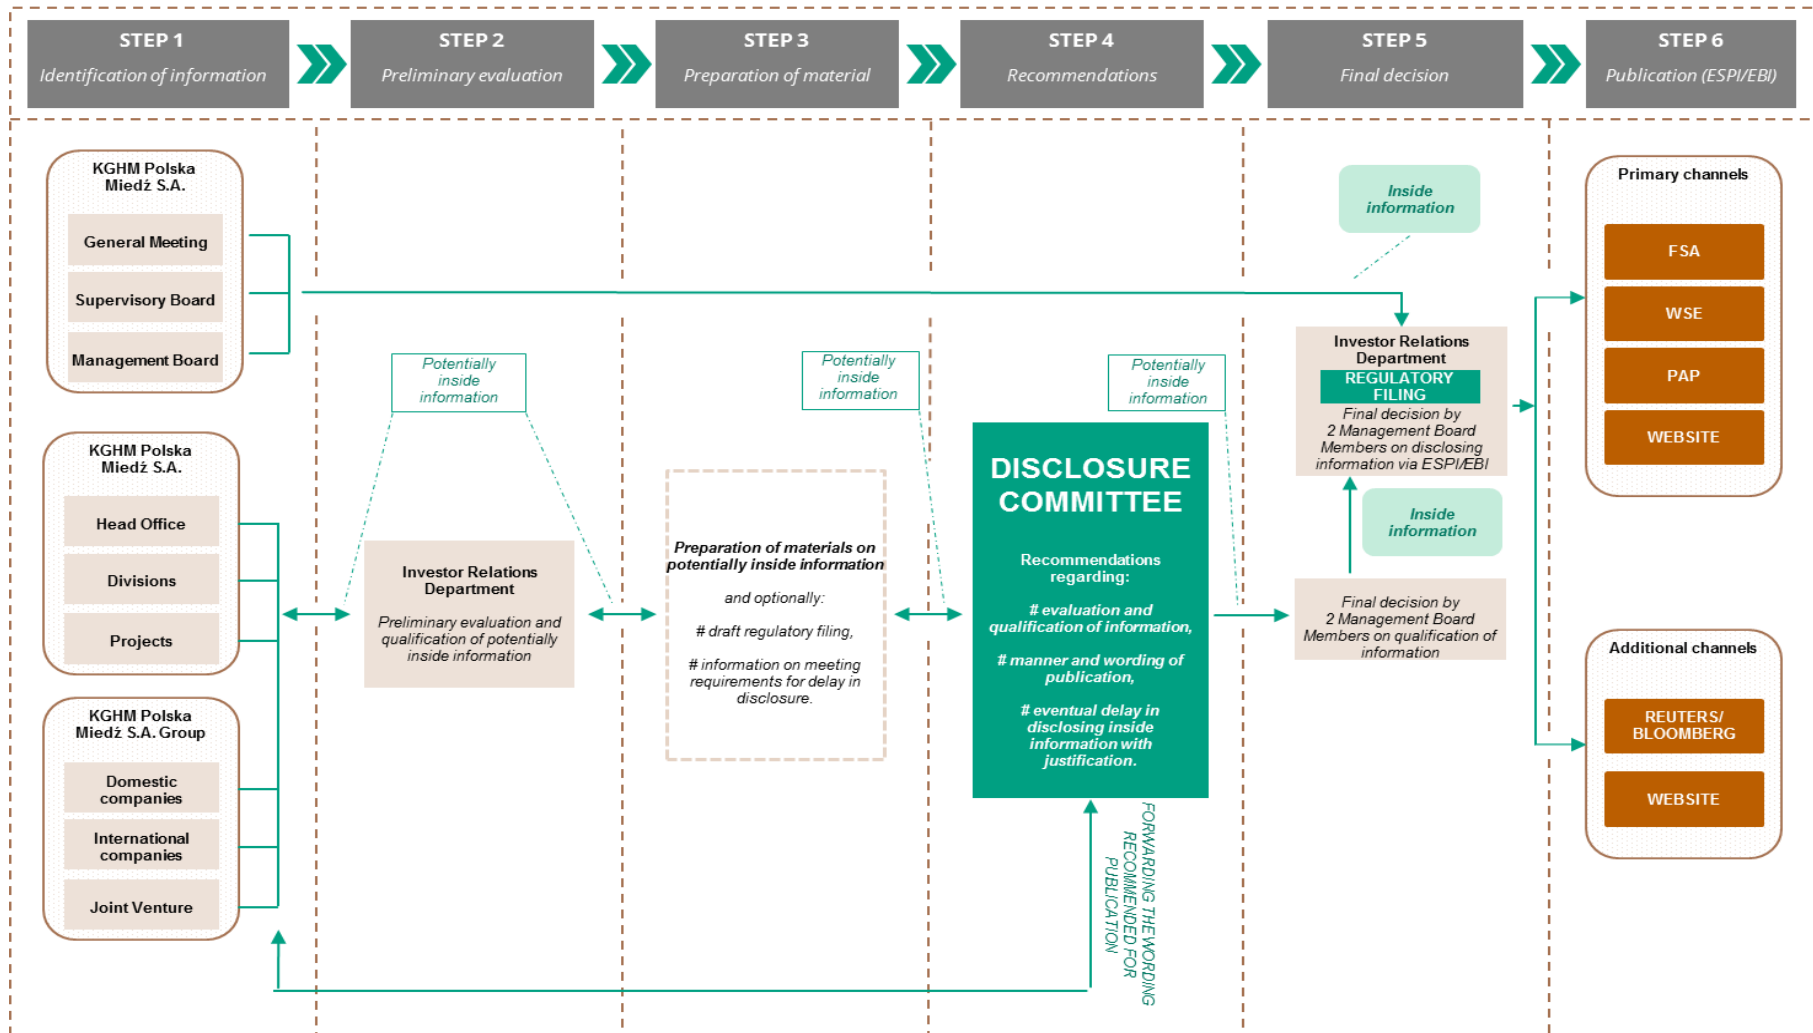 STEP 1
Identification of information
STEP 2
Preliminary evaluation
STEP 3
Preparation of material
STEP 4
Recommendations
STEP 5
Final decision
STEP 6
Publication (ESPI/EBI)
KGHM Polska
Miedź S.A.
General Meeting
Supervisory Board
Management Board
KGHM Polska
Miedź S.A.
Head Office
Divisions
Projects
KGHM Polska
Miedź S.A. Group
Domestic
companies
International
companies
Joint Venture
Potentially
inside
information
Investor Relations
Department
Preliminary evaluation and
qualification of potentially
inside information
Preparation of materials on
potentially inside information
and optionally:
# draft regulatory filing,
# information on meeting
requirements for delay in
disclosure.
Potentially
inside
information
DISCLOSURE
COMMITTEE
Recommendations
regarding:
# evaluation and
qualification of information,
# manner and wording of
publication,
# eventual delay in
disclosing inside
information with
justification.
FORWARDING THE WORDING
RECOMMENDED FOR
PUBLICATION
Potentially
inside
information
Inside
information
Investor Relations
Department
REGULATORY
FILING
Final decision by
2 Management Board
Members on disclosing
information via ESPI/EBI
Inside
information
Final decision by
2 Management Board
Members on qualification of
information
Primary channels
FSA
WSE
PAP
WEBSITE
Additional channels
REUTERS/
BLOOMBERG
WEBSITE